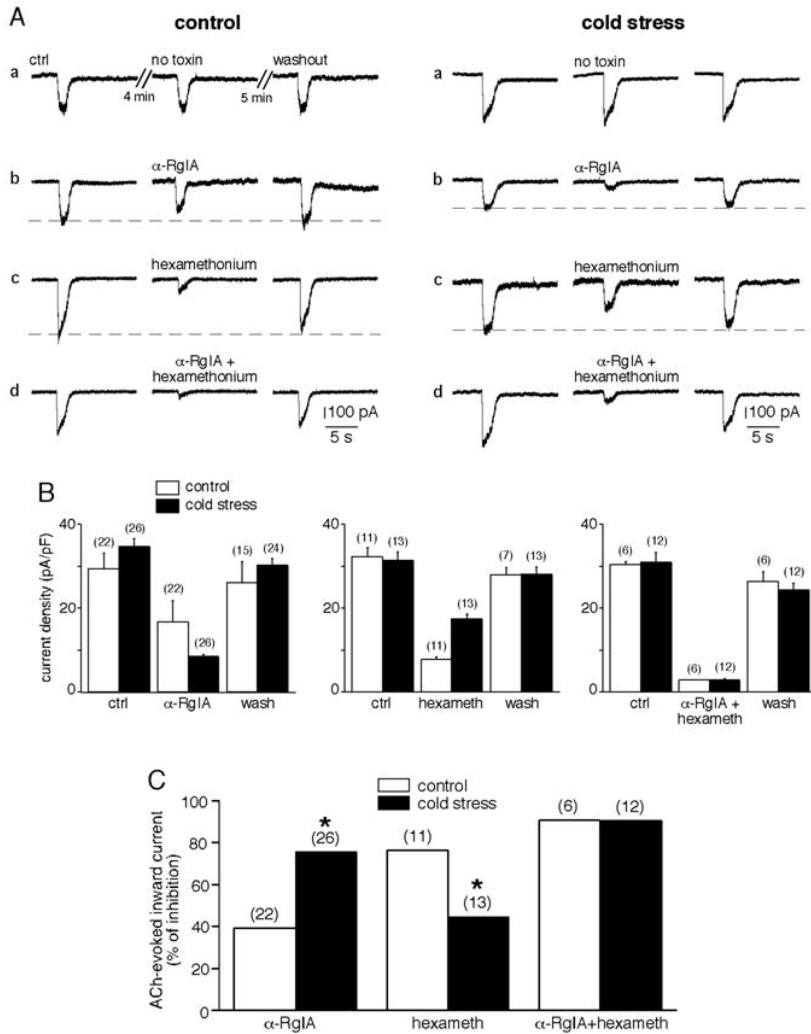 A
control
cold stress
a
ctrl
no toxin
washout
4 min
5 min
a
no toxin
b
α-RgIA
b
α-RgIA
c
hexamethonium
c
hexamethonium
d
α-RgIA +
hexamethonium
100 pA
5 s
d
α-RgIA +
hexamethonium
100 pA
5 s
B
control
cold stress
current density (pA/pF)
40
20
0
(22)
(26)
(22)
(26)
(15)
(24)
ctrl
α-RgIA
wash
40
20
0
(11)
(13)
(11)
(13)
(7)
(13)
ctrl
hexameth
wash
40
20
0
(6)
(12)
(6)
(12)
(6)
(12)
ctrl
α-RgIA +
hexameth
wash
C
control
cold stress
ACh-evoked inward current
(% of inhibition)
100
80
60
40
20
0
(22)
*
(26)
(11)
*
(13)
(6)
(12)
α-RgIA
hexameth
α-RgIA+hexameth